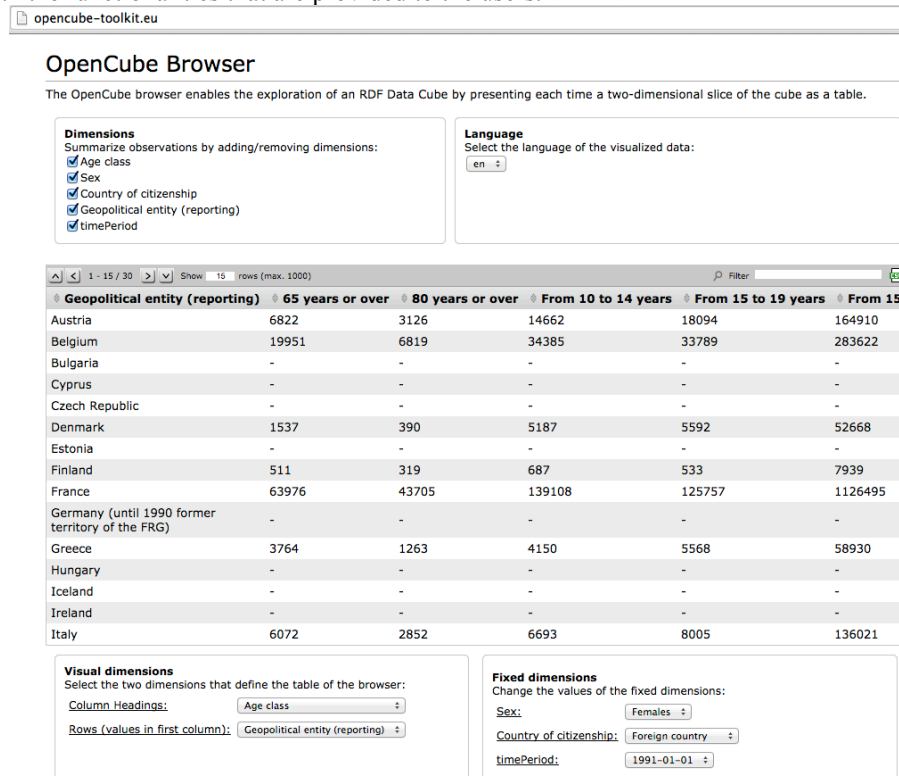 opencube-toolkit.eu
OpenCube Browser
The OpenCube browser enables the exploration of an RDF Data Cube by presenting each time a two-dimensional slice of the cube as a table.
Dimensions
Summarize observations by adding/removing dimensions:
Age class
Sex
Country of citizenship
Geopolitical entity (reporting)
timePeriod
Language
Select the language of the visualized data:
en
1 - 15 / 30 Show 15 rows (max. 1000) Filter
Geopolitical entity (reporting) 65 years or over 80 years or over From 10 to 14 years From 15 to 19 years From 15
Austria 6822 3126 14662 18094 164910
Belgium 19951 6819 34385 33789 283622
Bulgaria - - - - -
Cyprus - - - - -
Czech Republic - - - - -
Denmark 1537 390 5187 5592 52668
Estonia - - - - -
Finland 511 319 687 533 7939
France 63976 43705 139108 125757 1126495
Germany (until 1990 former
territory of the FRG) - - - - -
Greece 3764 1263 4150 5568 58930
Hungary - - - - -
Iceland - - - - -
Ireland - - - - -
Italy 6072 2852 6693 8005 136021
Visual dimensions
Select the two dimensions that define the table of the browser:
Column Headings: Age class
Rows (values in first column): Geopolitical entity (reporting)
Fixed dimensions
Change the values of the fixed dimensions:
Sex: Females
Country of citizenship: Foreign country
timePeriod: 1991-01-01